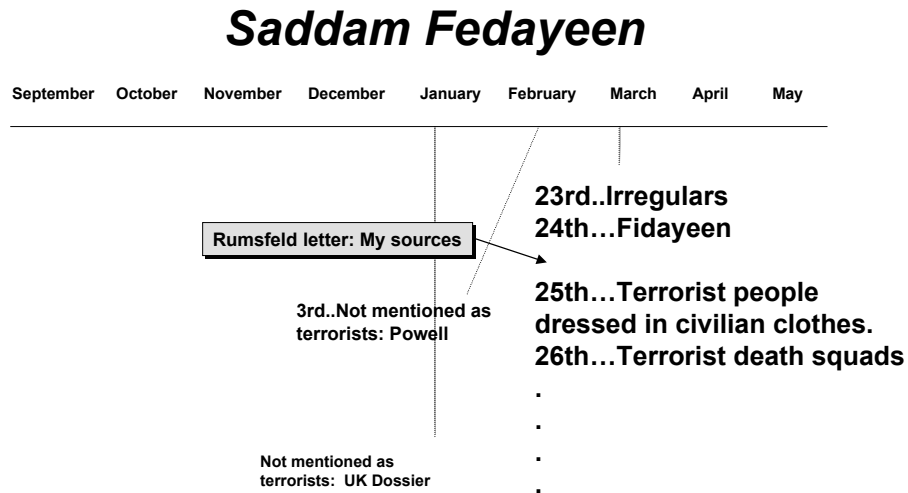 Saddam Fedayeen
September October November December January February March April May
23rd..Irregulars
24th…Fidayeen
Rumsfeld letter: My sources
25th…Terrorist people
dressed in civilian clothes.
26th…Terrorist death squads
.
.
.
.
3rd..Not mentioned as
terrorists: Powell
Not mentioned as
terrorists: UK Dossier